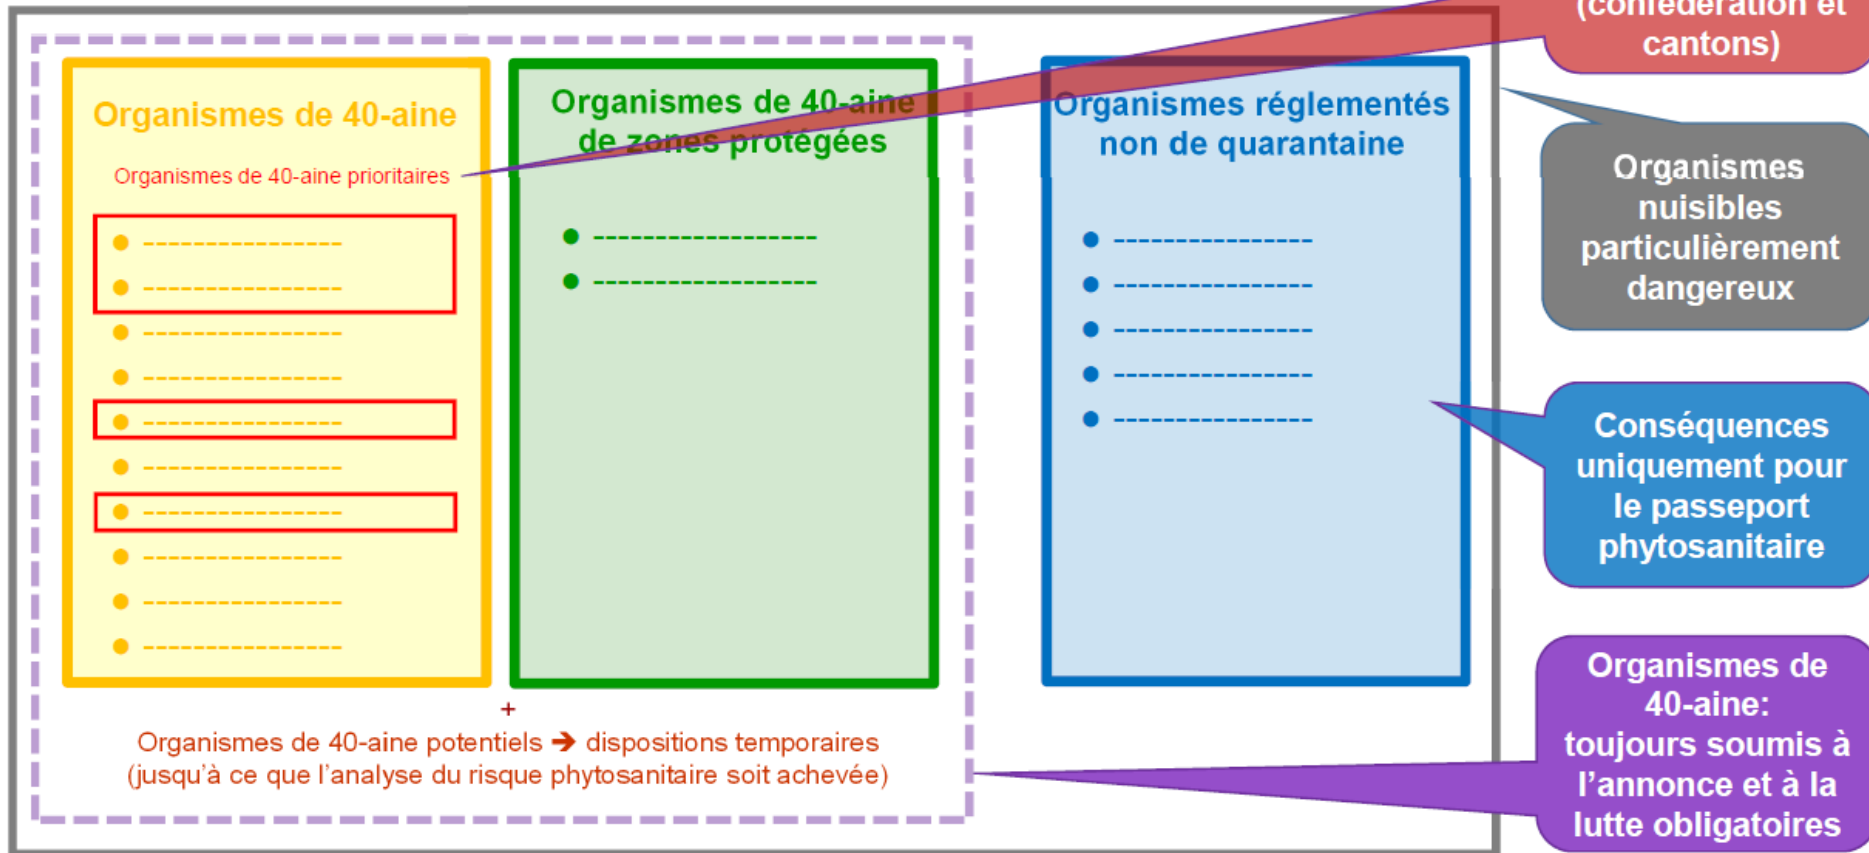 (confédération et
cantons)
Organismes de 40-aine
Organismes de 40-aine prioritaires
● ----------------
● ----------------
● ----------------
● ----------------
● ----------------
● ----------------
● ----------------
● ----------------
● ----------------
● ----------------
Organismes de 40-aine
de zones protégées
● ------------------
● ------------------
Organismes réglementés
non de quarantaine
● ----------------
● ----------------
● ----------------
● ----------------
● ----------------
+
Organismes de 40-aine potentiels ➔ dispositions temporaires
(jusqu'à ce que l'analyse du risque phytosanitaire soit achevée)
Organismes
nuisibles
particulièrement
dangereux
Conséquences
uniquement pour
le passeport
phytosanitaire
Organismes de
40-aine:
toujours soumis à
l'annonce et à la
lutte obligatoires